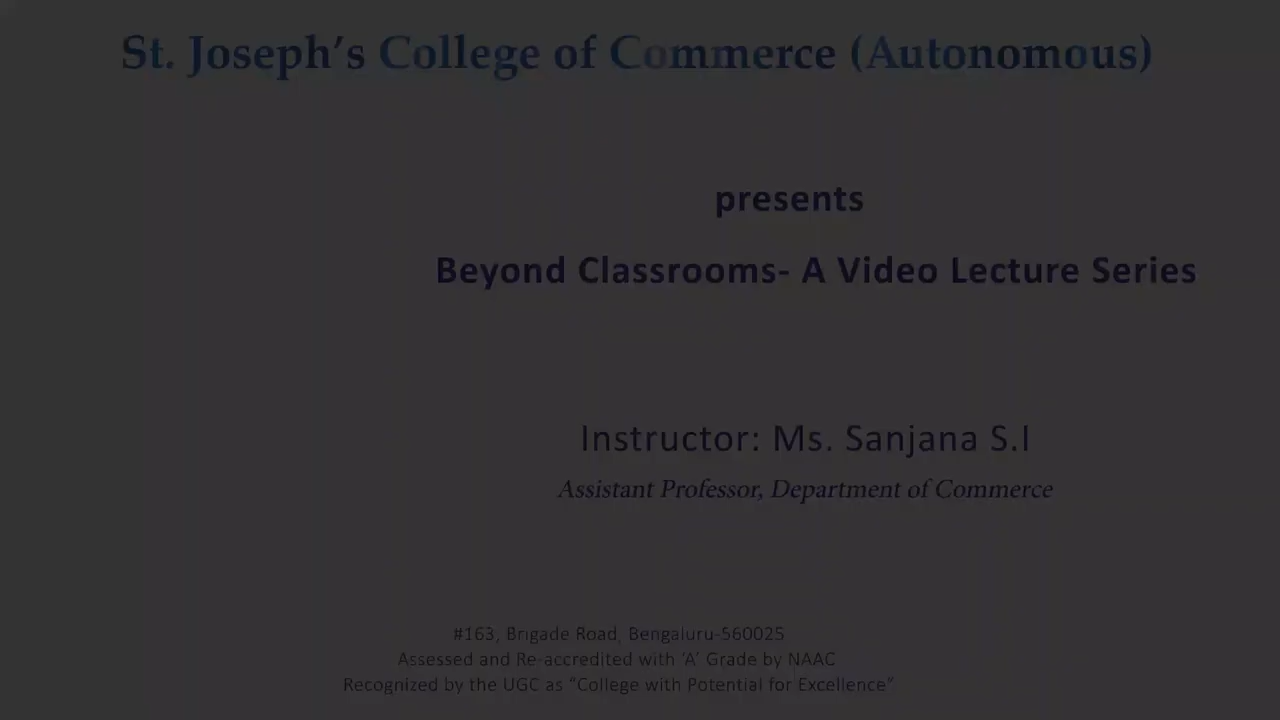 St. Joseph’s College of Commerce (Autonomous)
presents
Beyond Classrooms- A Video Lecture Series
Instructor: Ms. Sanjana S.I
Assistant Professor, Department of Commerce
#163, Brigade Road, Bengaluru-560025
Assessed and Re-accredited with ‘A’ Grade by NAAC
Recognized by the UGC as “College with Potential for Excellence”